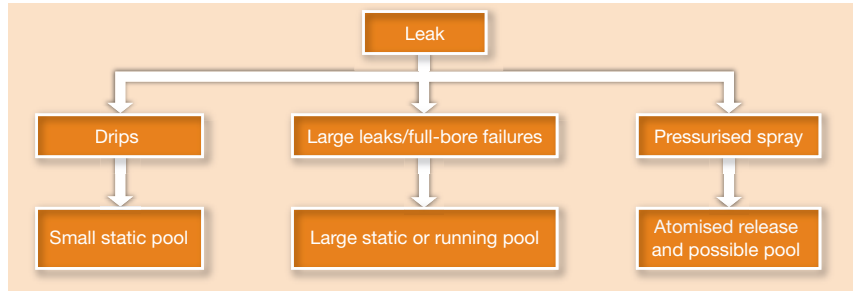 Leak
Drips
Large leaks/full-bore failures
Pressurised spray
Small static pool
Large static or running pool
Atomised release
and possible pool